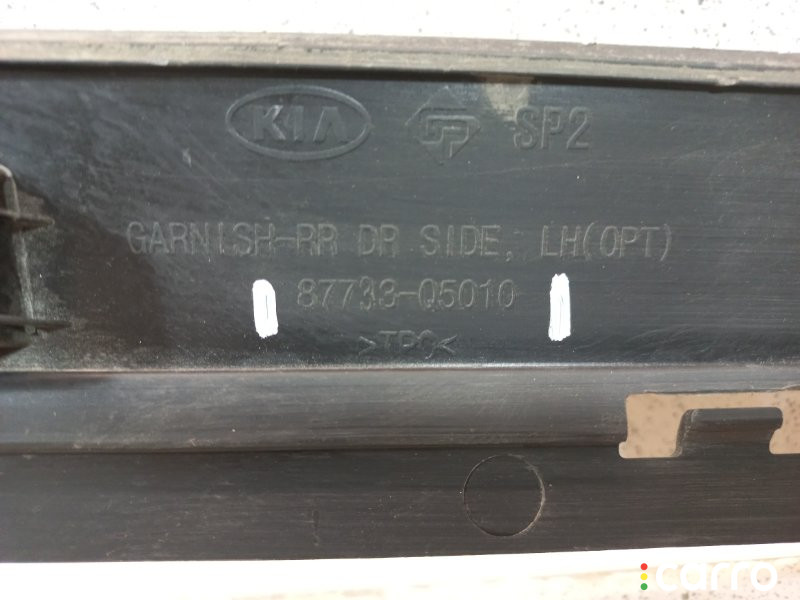 KIA SP2
GARNISH-RR DR SIDE, LH(OPT)
87733-Q5010
>TPO<
carro